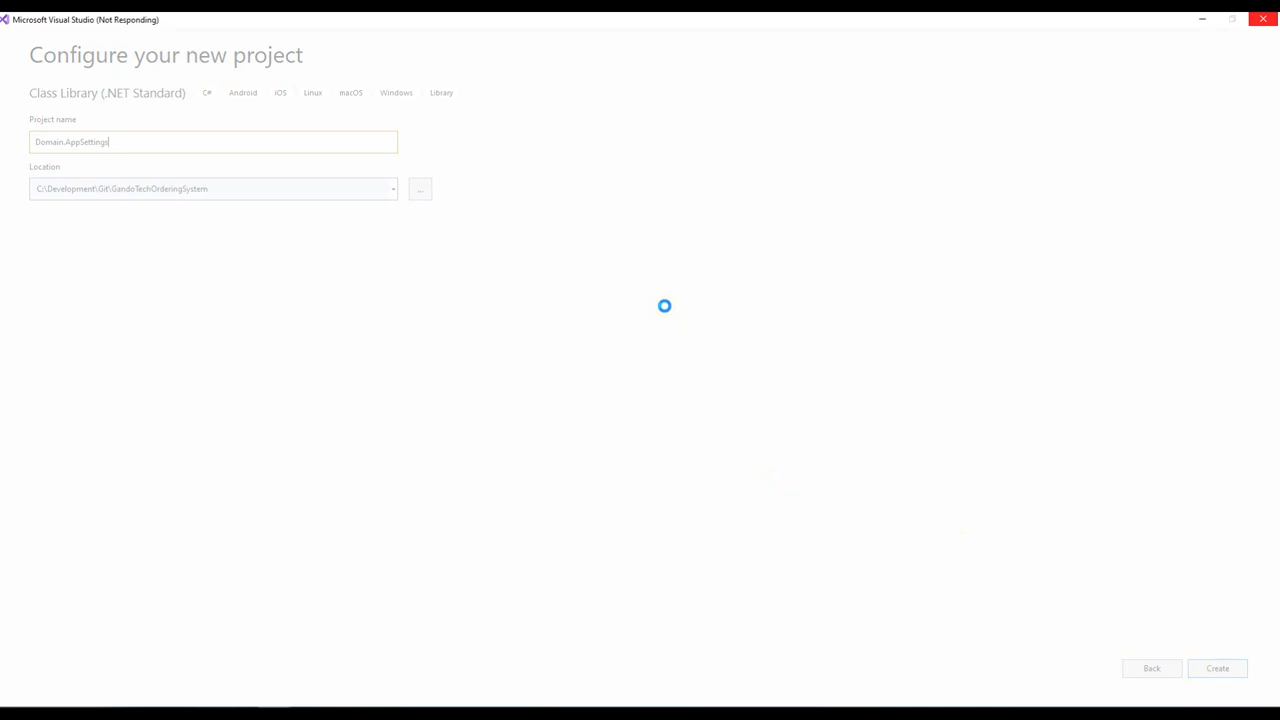 Microsoft Visual Studio (Not Responding)
Configure your new project
Class Library (.NET Standard) C# Android iOS Linux macOS Windows Library
Project name
Domain.AppSettings
Location
C:\Development\Git\GandoTechOrderingSystem ...
Back Create